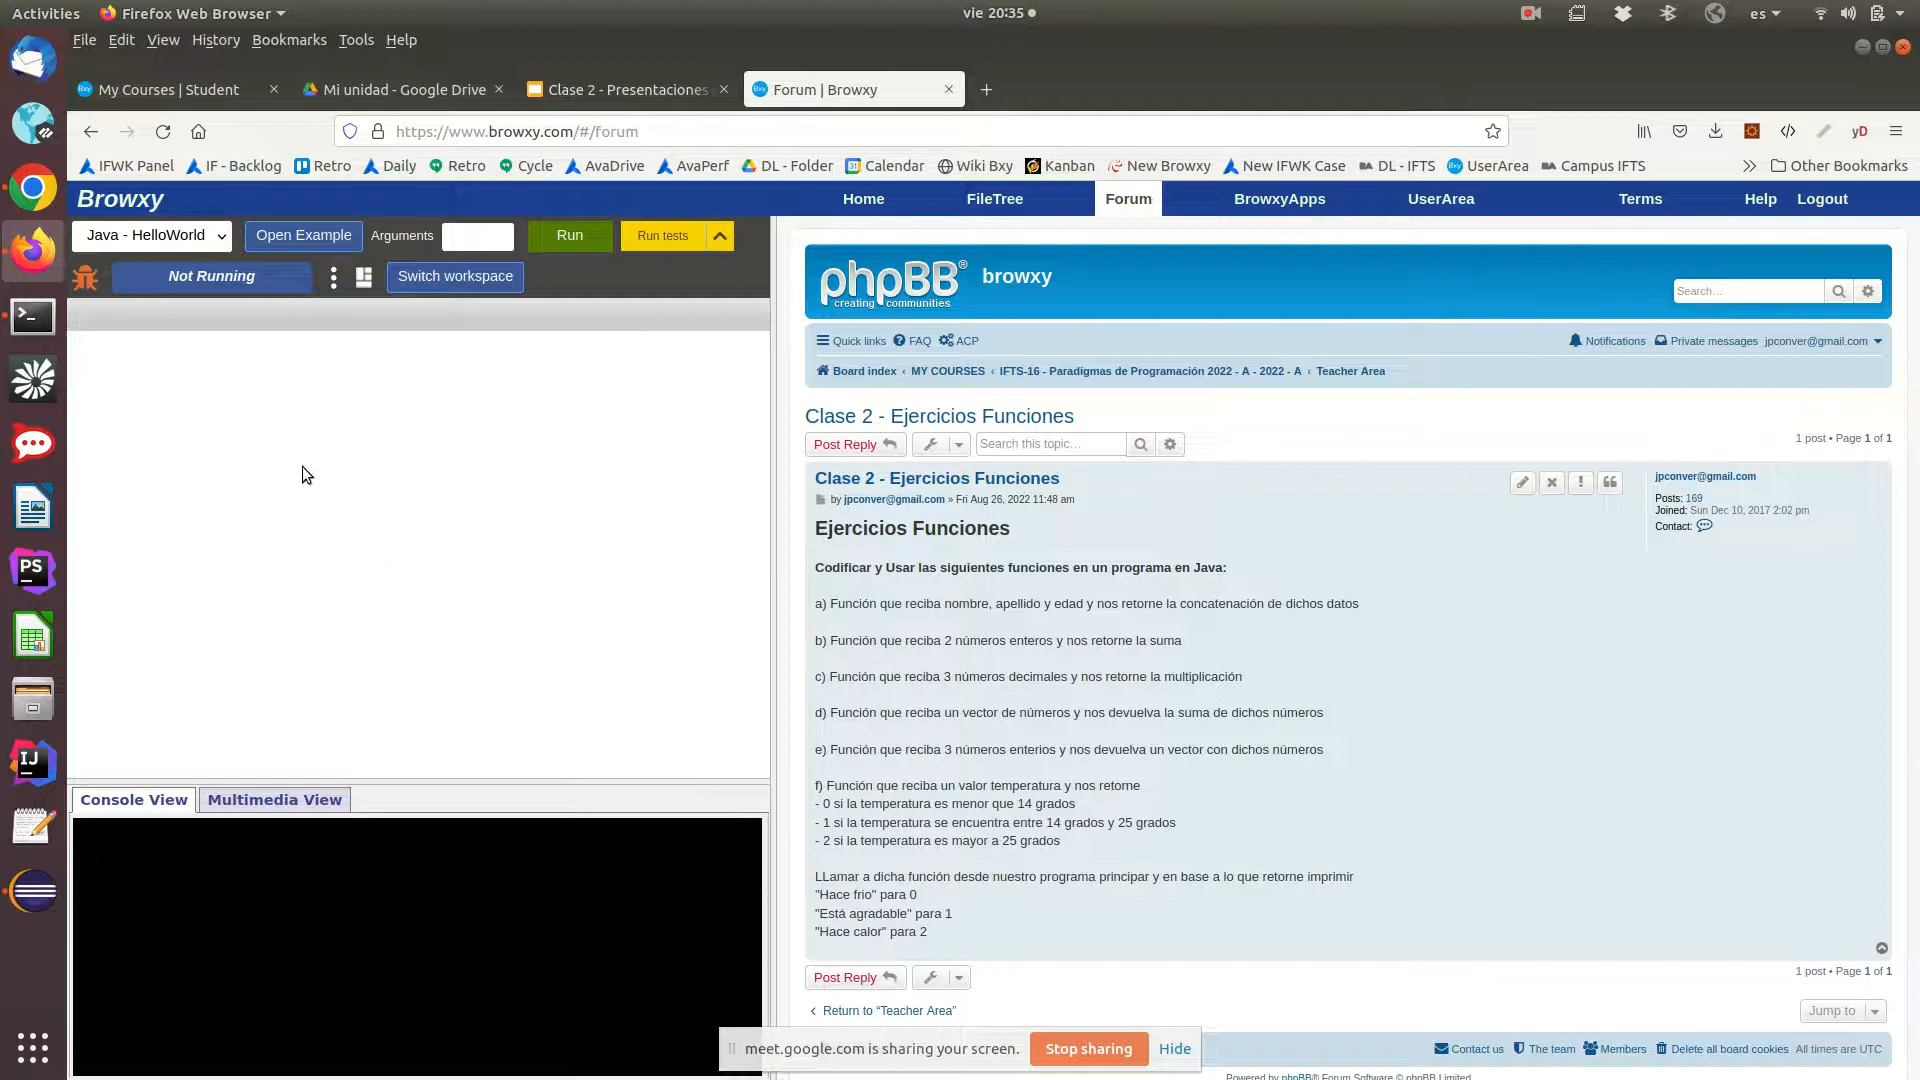 Activities Firefox Web Browser vie 20:35 es
File Edit View History Bookmarks Tools Help
My Courses | Student Mi unidad - Google Drive Clase 2 - Presentaciones Forum | Browxy
https://www.browxy.com/#/forum yD
IFWK Panel IF - Backlog Retro Daily Retro Cycle AvaDrive AvaPerf DL - Folder Calendar Wiki Bxy Kanban New Browxy New IFWK Case DL - IFTS UserArea Campus IFTS Other Bookmarks
Browxy Home FileTree Forum BrowxyApps UserArea Terms Help Logout
Java - HelloWorld Open Example Arguments Run Run tests
Not Running Switch workspace
phpBB® creating communities
browxy
Search…
Quick links FAQ ACP Notifications Private messages jpconver@gmail.com
Board index ‹ MY COURSES ‹ IFTS-16 - Paradigmas de Programación 2022 - A - 2022 - A ‹ Teacher Area
Clase 2 - Ejercicios Funciones
Post Reply Search this topic… 1 post • Page 1 of 1
Clase 2 - Ejercicios Funciones
by jpconver@gmail.com » Fri Aug 26, 2022 11:48 am
jpconver@gmail.com
Posts: 169
Joined: Sun Dec 10, 2017 2:02 pm
Contact:
Ejercicios Funciones
Codificar y Usar las siguientes funciones en un programa en Java:
a) Función que reciba nombre, apellido y edad y nos retorne la concatenación de dichos datos
b) Función que reciba 2 números enteros y nos retorne la suma
c) Función que reciba 3 números decimales y nos retorne la multiplicación
d) Función que reciba un vector de números y nos devuelva la suma de dichos números
e) Función que reciba 3 números enterios y nos devuelva un vector con dichos números
f) Función que reciba un valor temperatura y nos retorne
- 0 si la temperatura es menor que 14 grados
- 1 si la temperatura se encuentra entre 14 grados y 25 grados
- 2 si la temperatura es mayor a 25 grados
LLamar a dicha función desde nuestro programa principar y en base a lo que retorne imprimir
"Hace frio" para 0
"Está agradable" para 1
"Hace calor" para 2
Console View Multimedia View
Post Reply 1 post • Page 1 of 1
Return to “Teacher Area” Jump to
meet.google.com is sharing your screen. Stop sharing Hide
Contact us The team Members Delete all board cookies All times are UTC
Powered by phpBB® Forum Software © phpBB Limited
PS
IJ